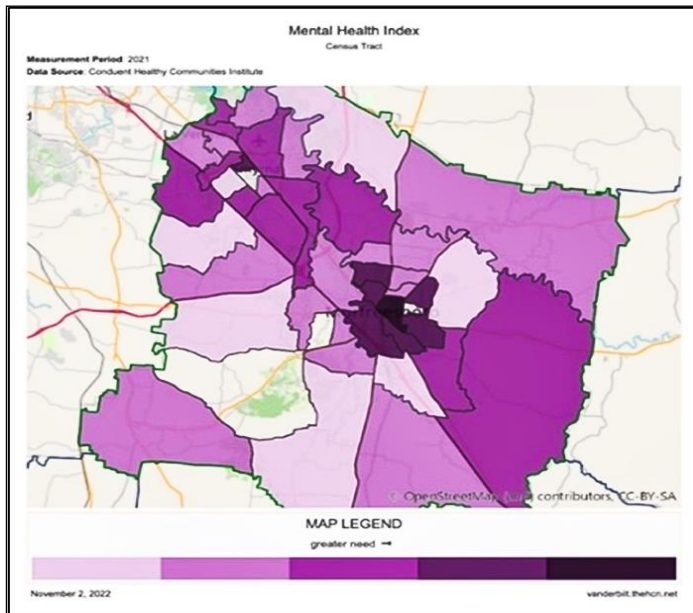 Mental Health Index
Census Tract
Measurement Period: 2021
Data Source: Conduent Healthy Communities Institute
© OpenStreetMap contributors, CC-BY-SA
MAP LEGEND
greater need →
November 2, 2022
vanderbilt.thehcn.net